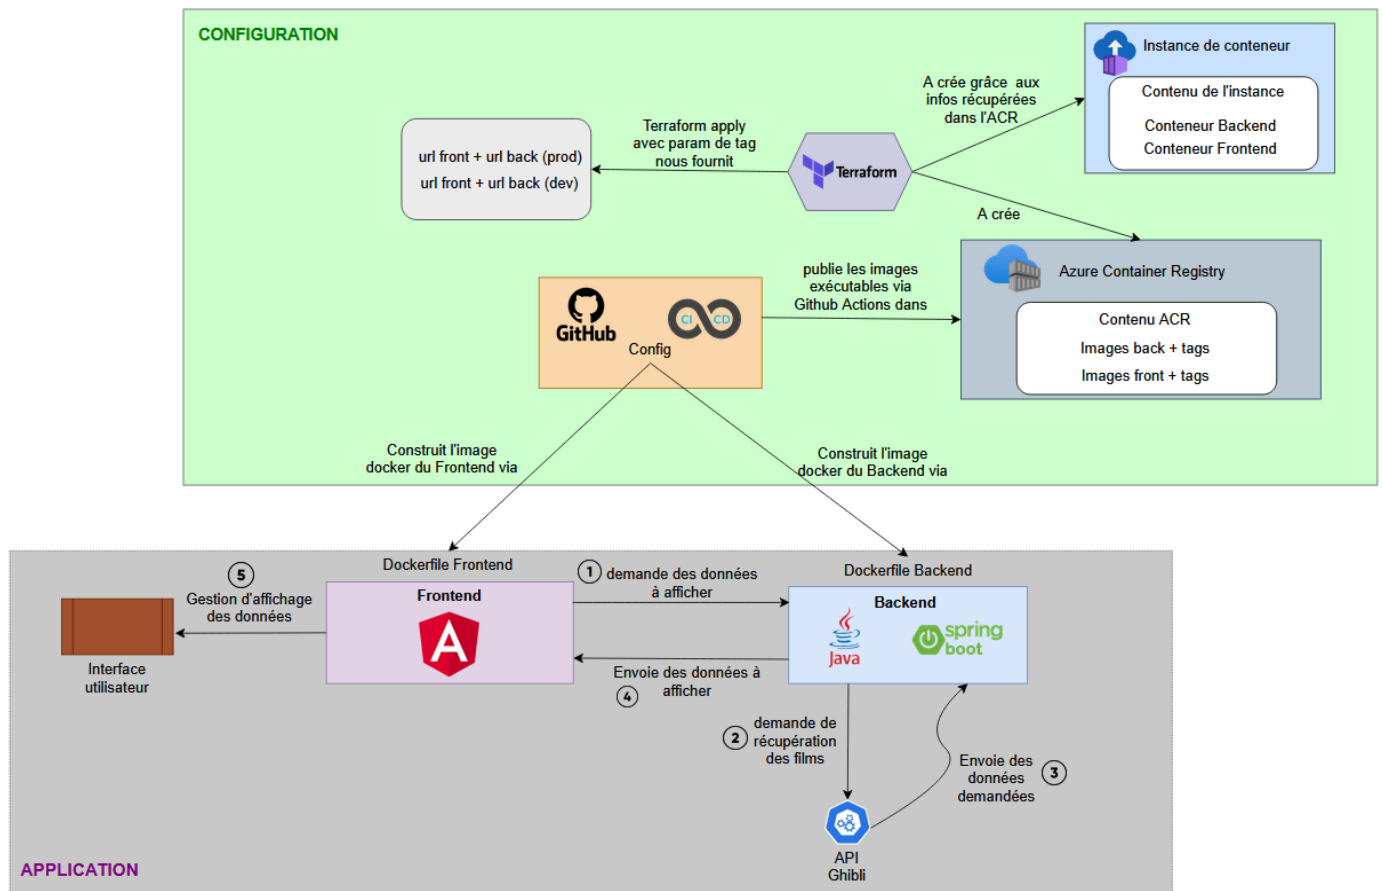 CONFIGURATION
Instance de conteneur
Contenu de l'instance
Conteneur Backend
Conteneur Frontend
A crée grâce aux
infos récupérées
dans l'ACR
Terraform apply
avec param de tag
nous fournit
url front + url back (prod)
url front + url back (dev)
Terraform
A crée
Azure Container Registry
Contenu ACR
Images back + tags
Images front + tags
publie les images
exécutables via
Github Actions dans
GitHub
CI CD
Config
Construit l'image
docker du Frontend via
Construit l'image
docker du Backend via
Dockerfile Frontend
Frontend
Dockerfile Backend
Backend
Java
spring
boot
1
demande des données
à afficher
5
Gestion d'affichage
des données
Interface
utilisateur
Envoie des données à
afficher
4
2
demande de
récupération
des films
Envoie des
données
demandées
3
API
Ghibli
APPLICATION